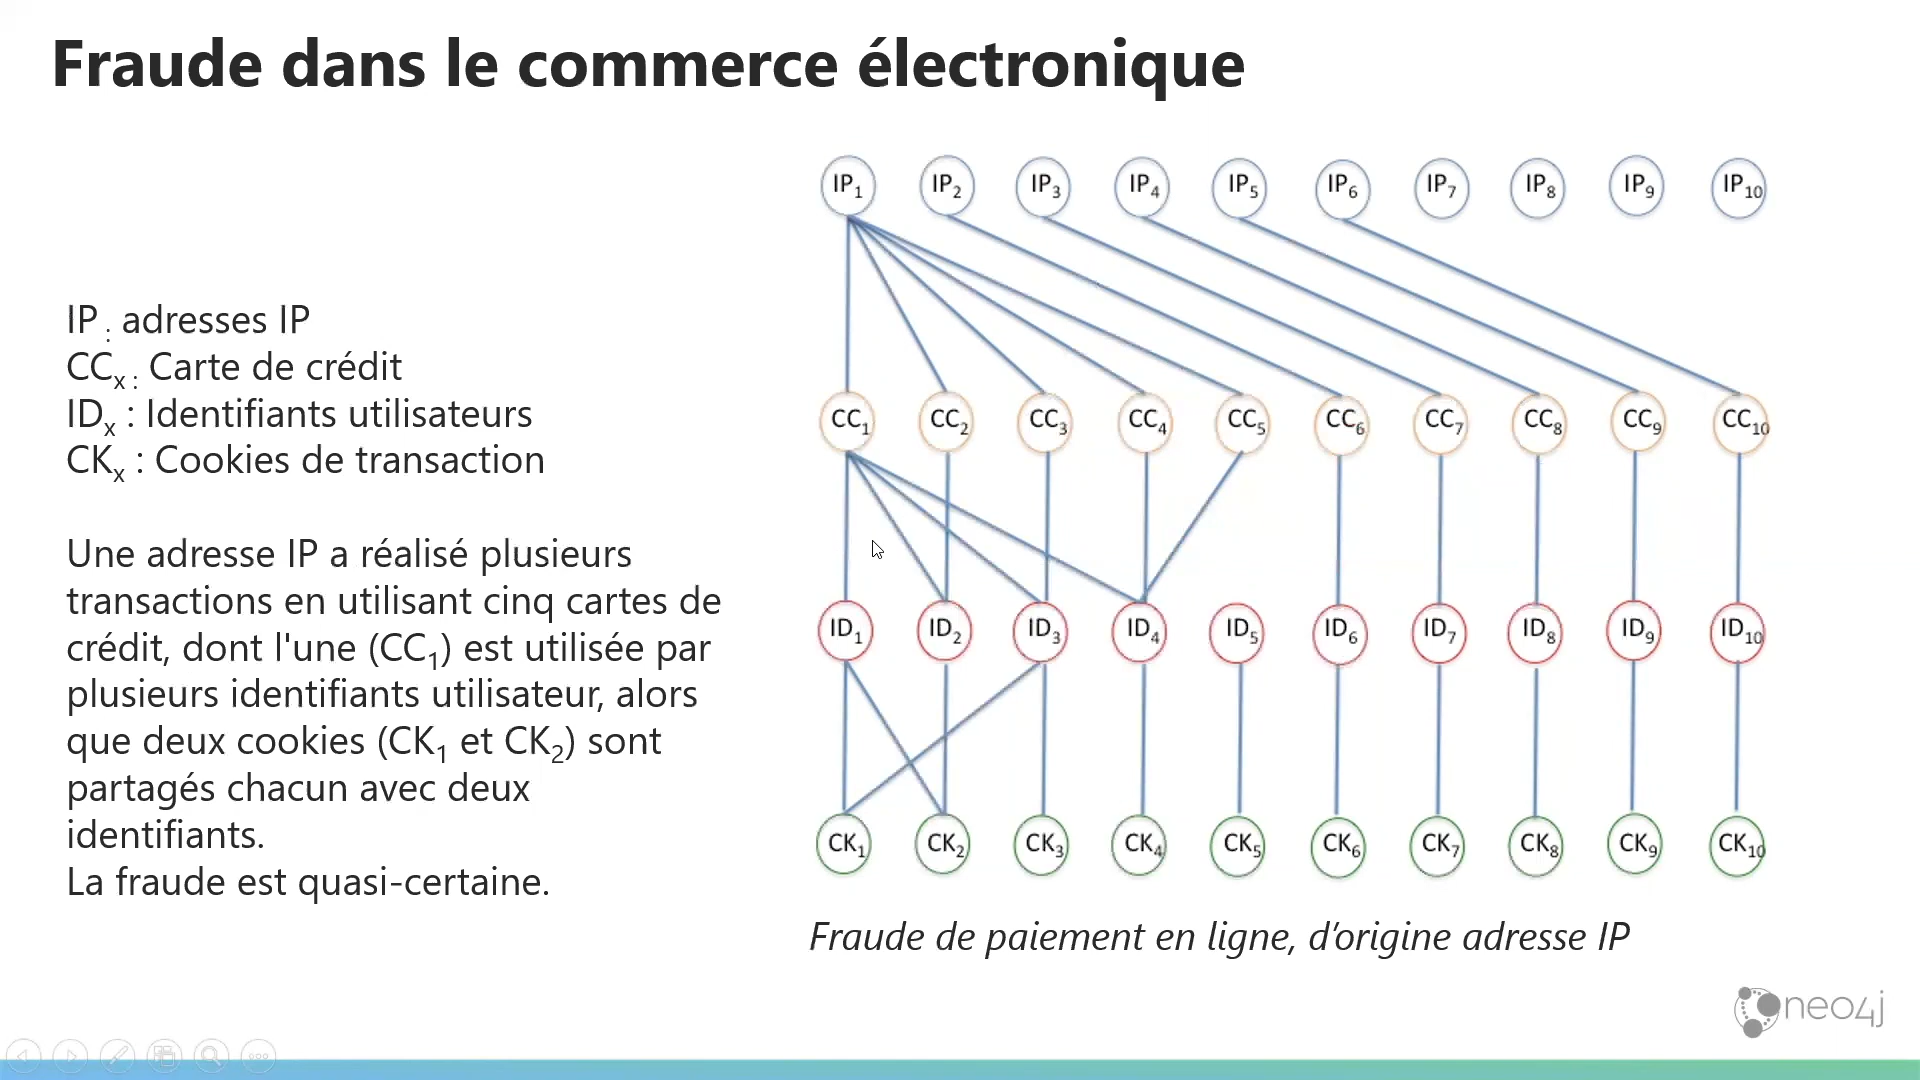 Fraude dans le commerce électronique
IP : adresses IP
CCx : Carte de crédit
IDx : Identifiants utilisateurs
CKx : Cookies de transaction
Une adresse IP a réalisé plusieurs
transactions en utilisant cinq cartes de
crédit, dont l'une (CC1) est utilisée par
plusieurs identifiants utilisateur, alors
que deux cookies (CK1 et CK2) sont
partagés chacun avec deux
identifiants.
La fraude est quasi-certaine.
IP1 IP2 IP3 IP4 IP5 IP6 IP7 IP8 IP9 IP10
CC1 CC2 CC3 CC4 CC5 CC6 CC7 CC8 CC9 CC10
ID1 ID2 ID3 ID4 ID5 ID6 ID7 ID8 ID9 ID10
CK1 CK2 CK3 CK4 CK5 CK6 CK7 CK8 CK9 CK10
Fraude de paiement en ligne, d’origine adresse IP
neo4j